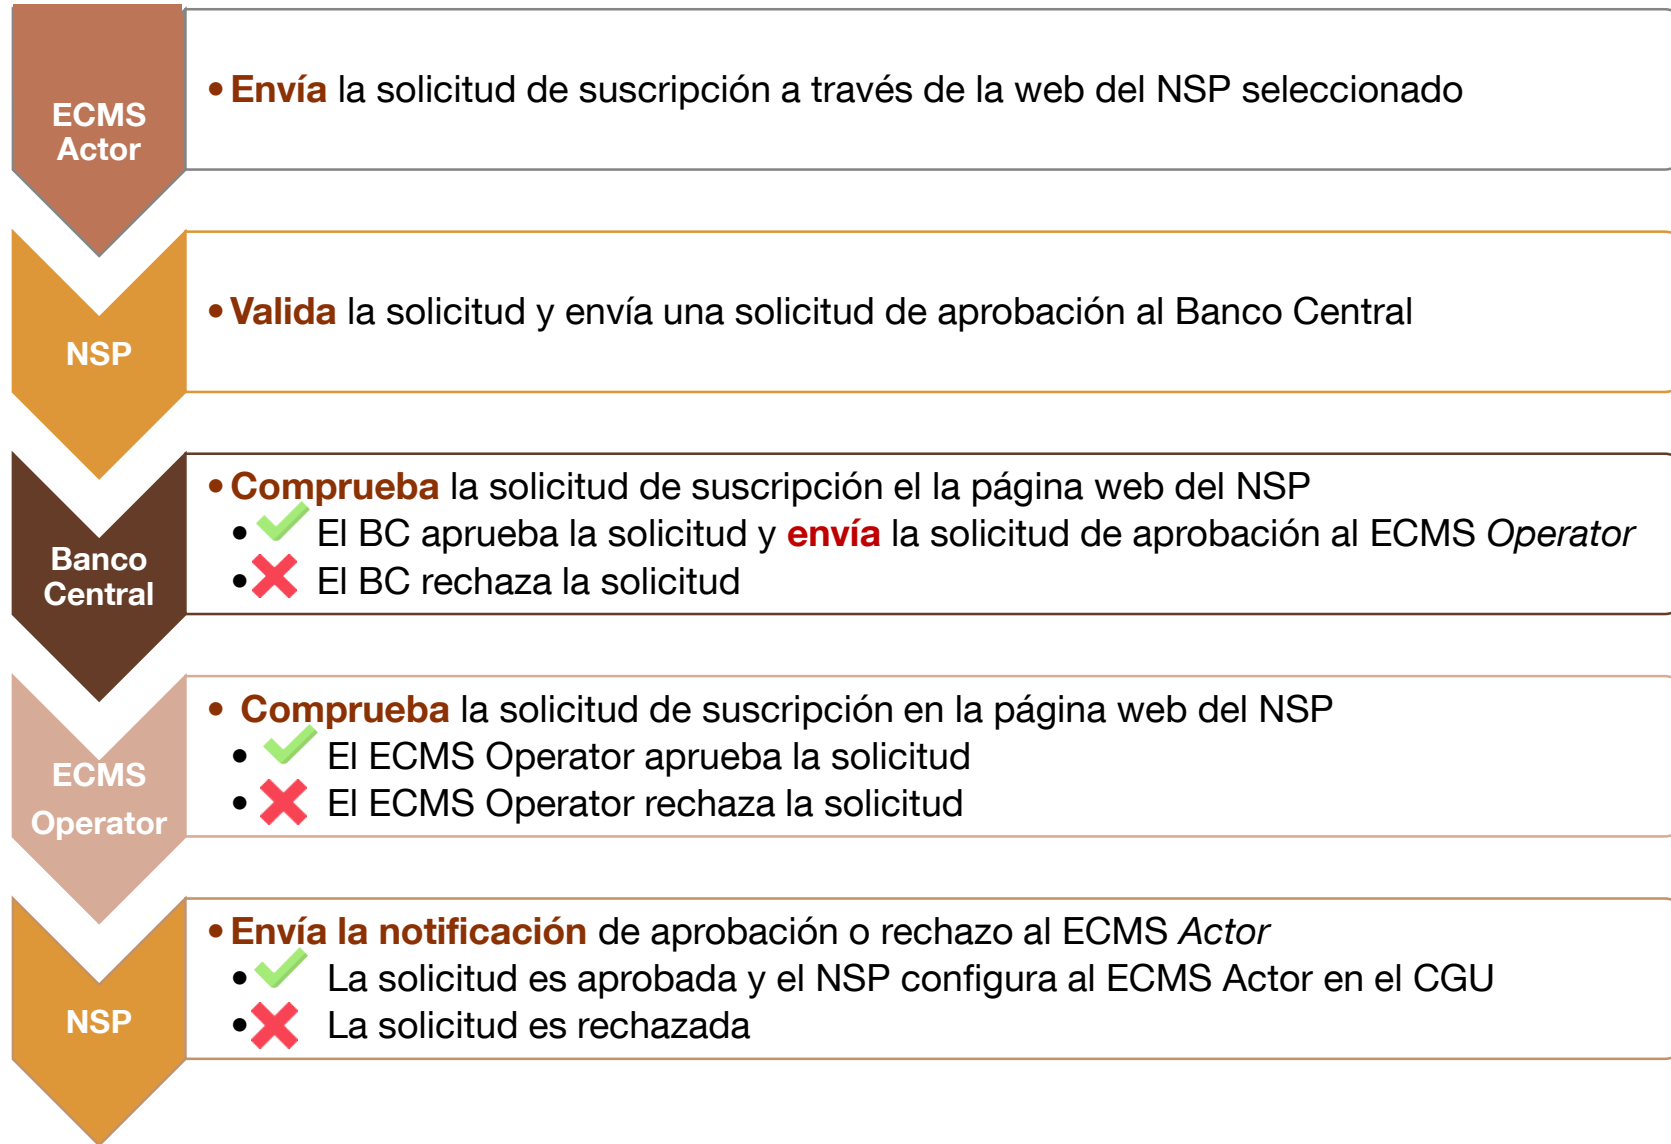 ECMS
Actor
• Envía la solicitud de suscripción a través de la web del NSP seleccionado
NSP
• Valida la solicitud y envía una solicitud de aprobación al Banco Central
Banco
Central
• Comprueba la solicitud de suscripción el la página web del NSP
• ✔ El BC aprueba la solicitud y envía la solicitud de aprobación al ECMS Operator
• ❌ El BC rechaza la solicitud
ECMS
Operator
• Comprueba la solicitud de suscripción en la página web del NSP
• ✔ El ECMS Operator aprueba la solicitud
• ❌ El ECMS Operator rechaza la solicitud
NSP
• Envía la notificación de aprobación o rechazo al ECMS Actor
• ✔ La solicitud es aprobada y el NSP configura al ECMS Actor en el CGU
• ❌ La solicitud es rechazada